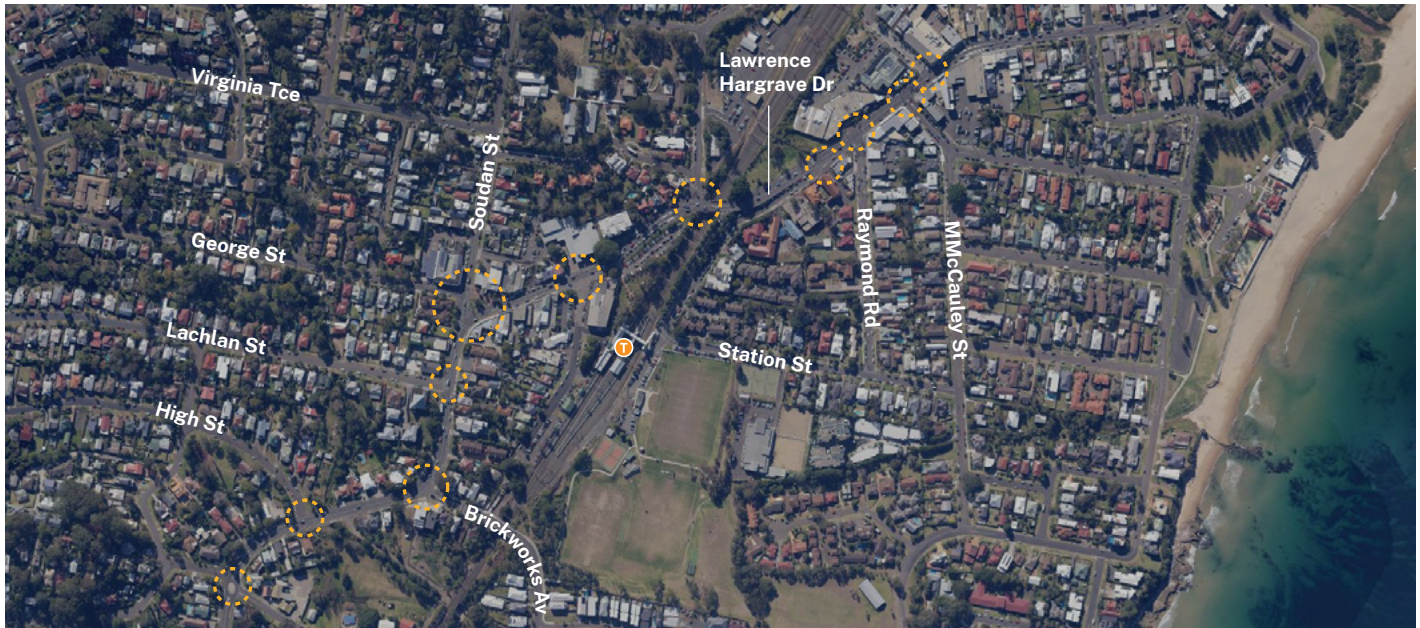 Lawrence
Hargrave Dr
Virginia Tce
Soudan St
George St
Raymond Rd
MMcCauley St
Lachlan St
T
Station St
High St
Brickworks Av